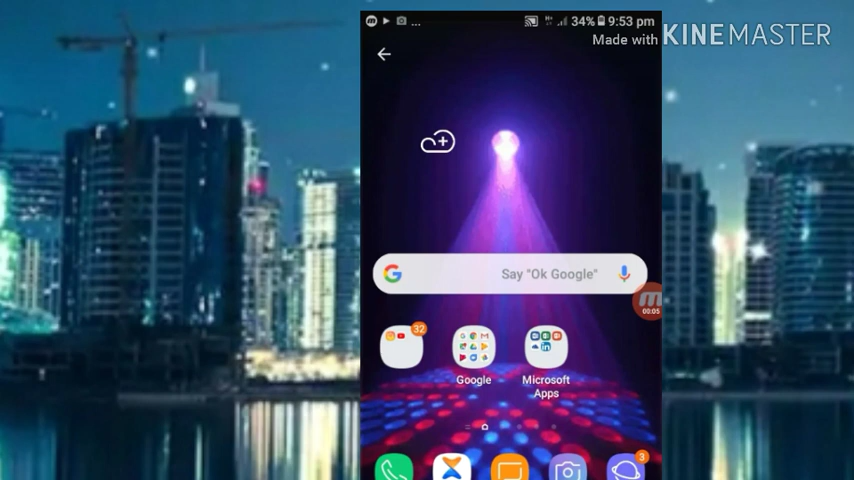 ... 34% 9:53 pm
Made with KINEMASTER
Say "Ok Google"
00:05
32
Google
Microsoft
Apps
3